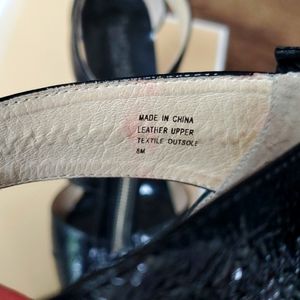 MADE IN CHINA
LEATHER UPPER
TEXTILE OUTSOLE
8M